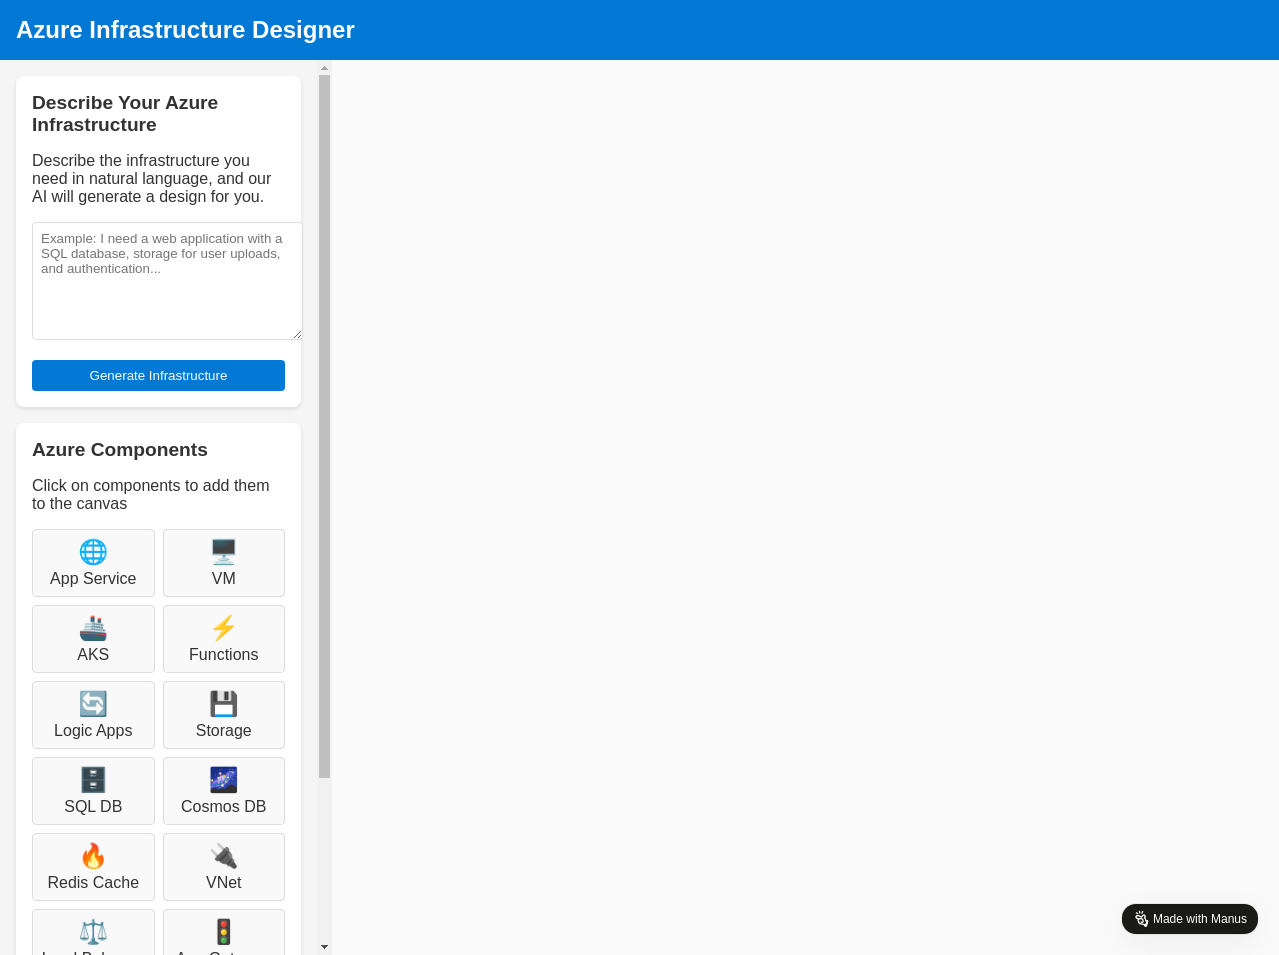 Azure Infrastructure Designer
Describe Your Azure
Infrastructure
Describe the infrastructure you
need in natural language, and our
AI will generate a design for you.
Example: I need a web application with a
SQL database, storage for user uploads,
and authentication...
Generate Infrastructure
Azure Components
Click on components to add them
to the canvas
App Service
VM
AKS
Functions
Logic Apps
Storage
SQL DB
Cosmos DB
Redis Cache
VNet
Made with Manus